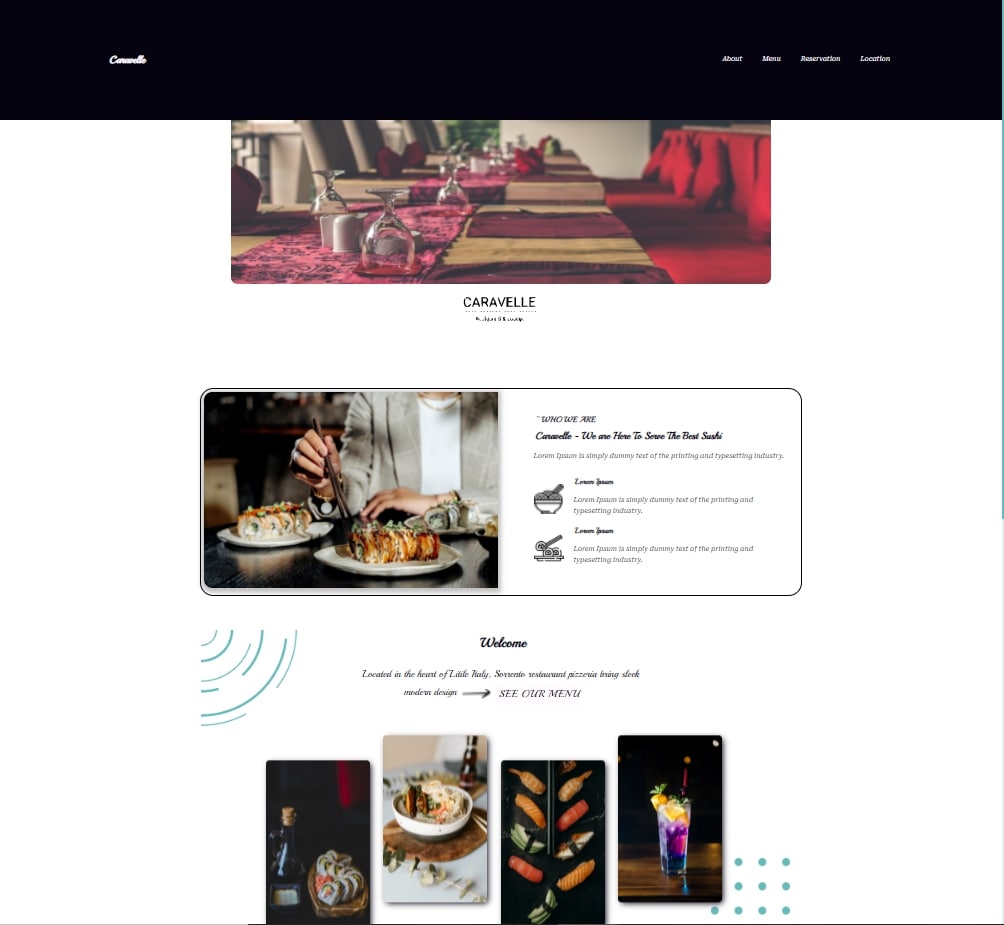 Caravelle
About Menu Reservation Location
CARAVELLE
~ WHO WE ARE
Caravelle - We are Here To Serve The Best Sushi
Lorem Ipsum is simply dummy text of the printing and typesetting industry.
Lorem Ipsum
Lorem Ipsum is simply dummy text of the printing and
typesetting industry.
Lorem Ipsum
Lorem Ipsum is simply dummy text of the printing and
typesetting industry.
Welcome
Located in the heart of Litile Italy, Sorrento restaurant pizzeria bring sleek
modern design SEE OUR MENU